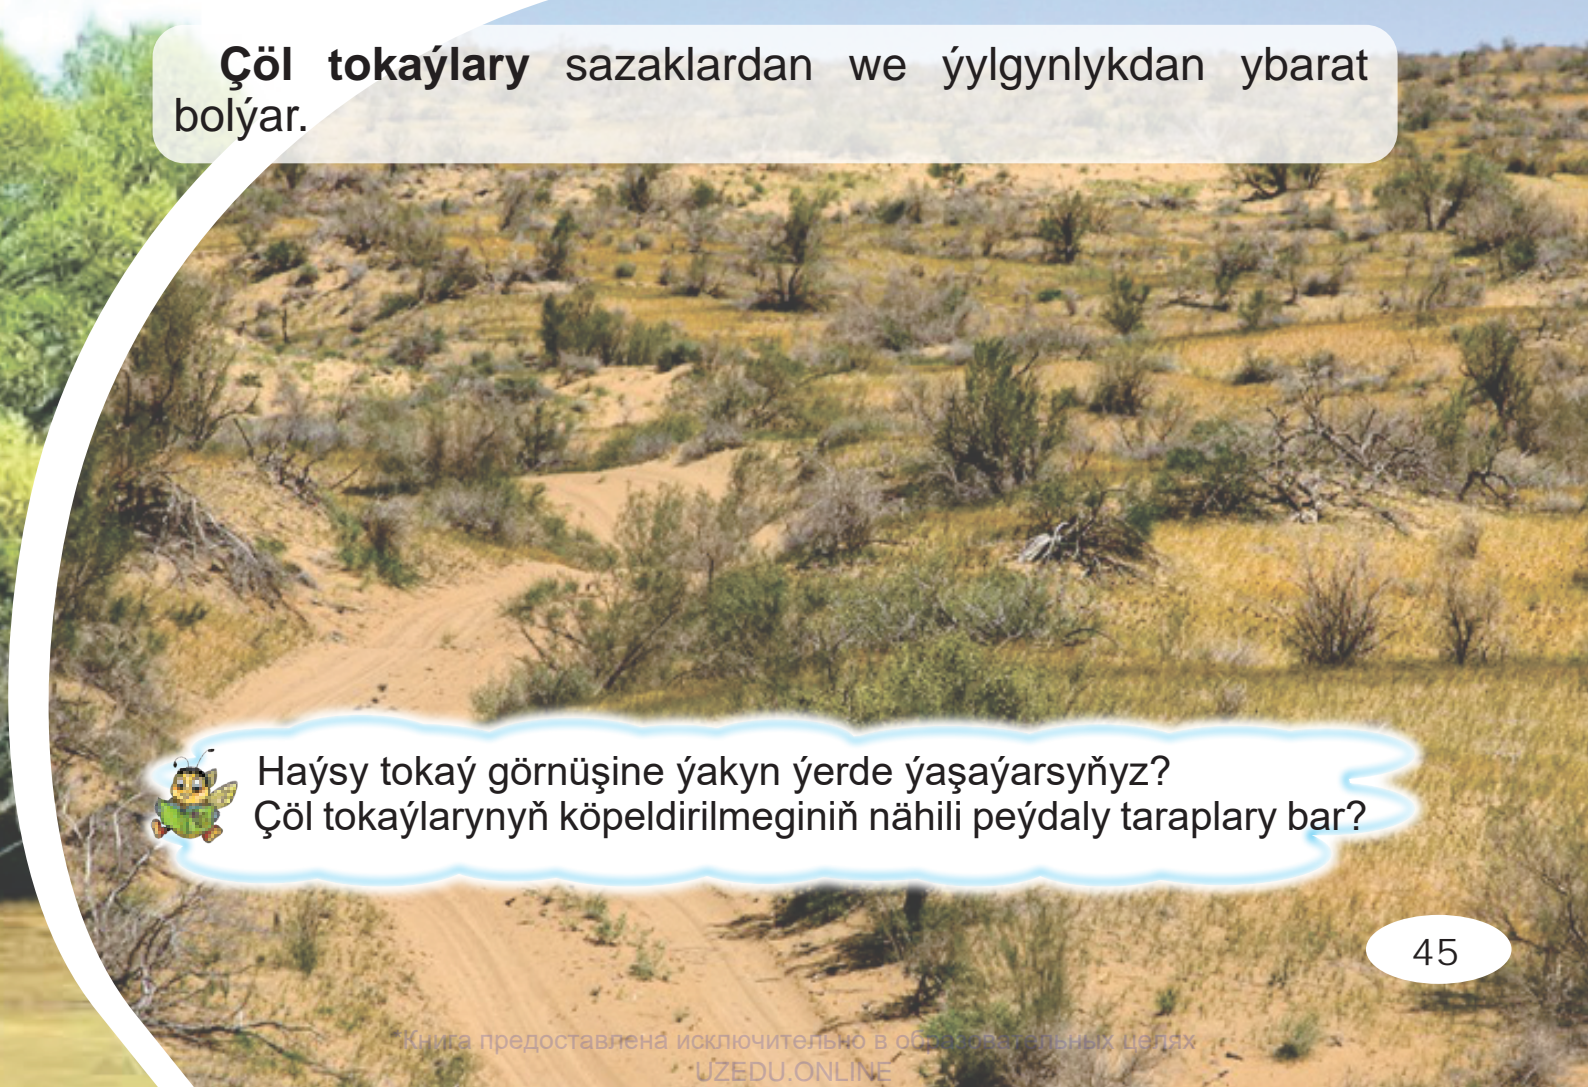 Çöl tokaýlary sazaklardan we ýylgynlykdan ybarat
bolýar.
Haýsy tokaý görnüşine ýakyn ýerde ýaşaýarsyňyz?
Çöl tokaýlarynyň köpeldirilmeginiň nähili peýdaly taraplary bar?
45
Книга предоставлена исключительно в образовательных целях
UZEDU.ONLINE